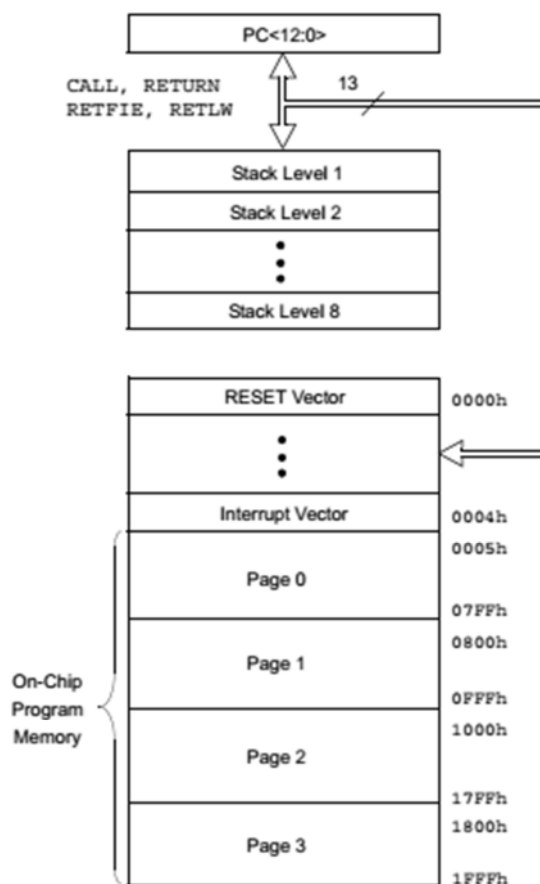 PC<12:0>
CALL, RETURN
RETFIE, RETLW
13
Stack Level 1
Stack Level 2
Stack Level 8
RESET Vector
0000h
Interrupt Vector
0004h
0005h
Page 0
07FFh
0800h
Page 1
0FFFh
On-Chip
Program
Memory
1000h
Page 2
17FFh
1800h
Page 3
1FFFh